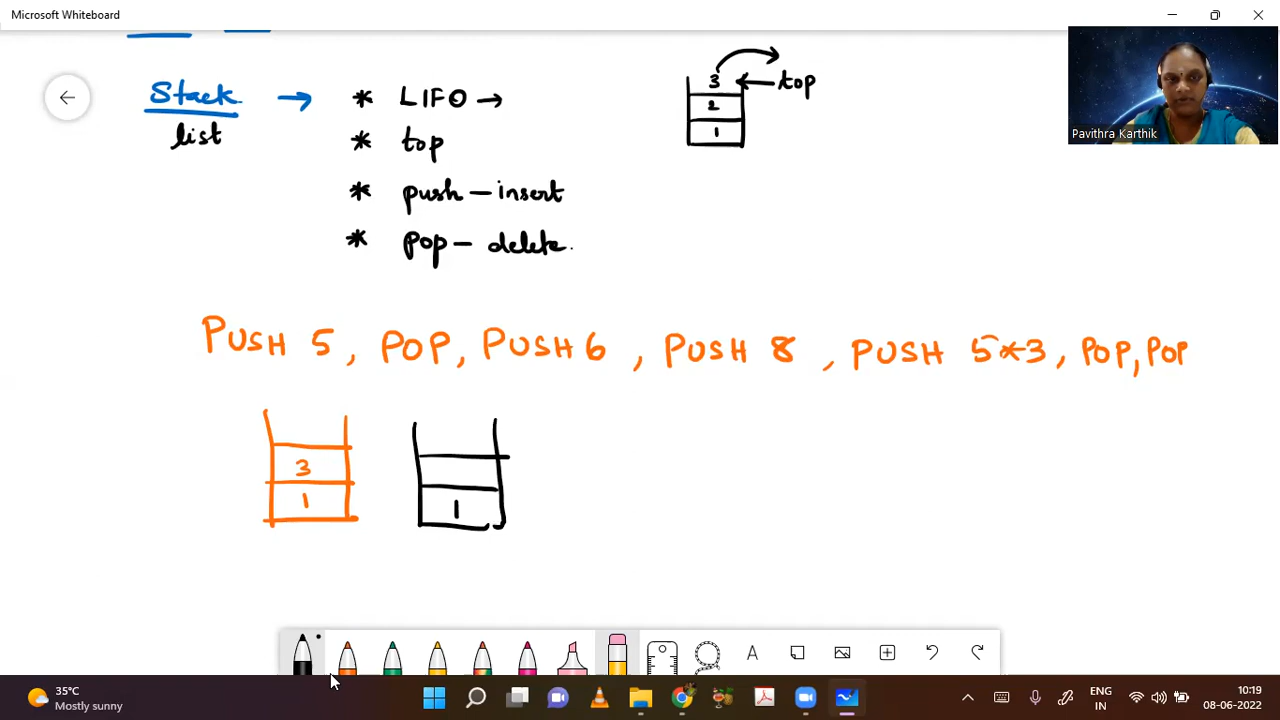 Microsoft Whiteboard
Stack → * LIFO →
list
* top
* push – insert
* pop – delete.
3 ← top
2
1
Pavithra Karthik
PUSH 5, POP, PUSH 6, PUSH 8, PUSH 5*3, POP, POP
3
1
1
A
35°C
Mostly sunny
ENG
IN
10:19
08-06-2022